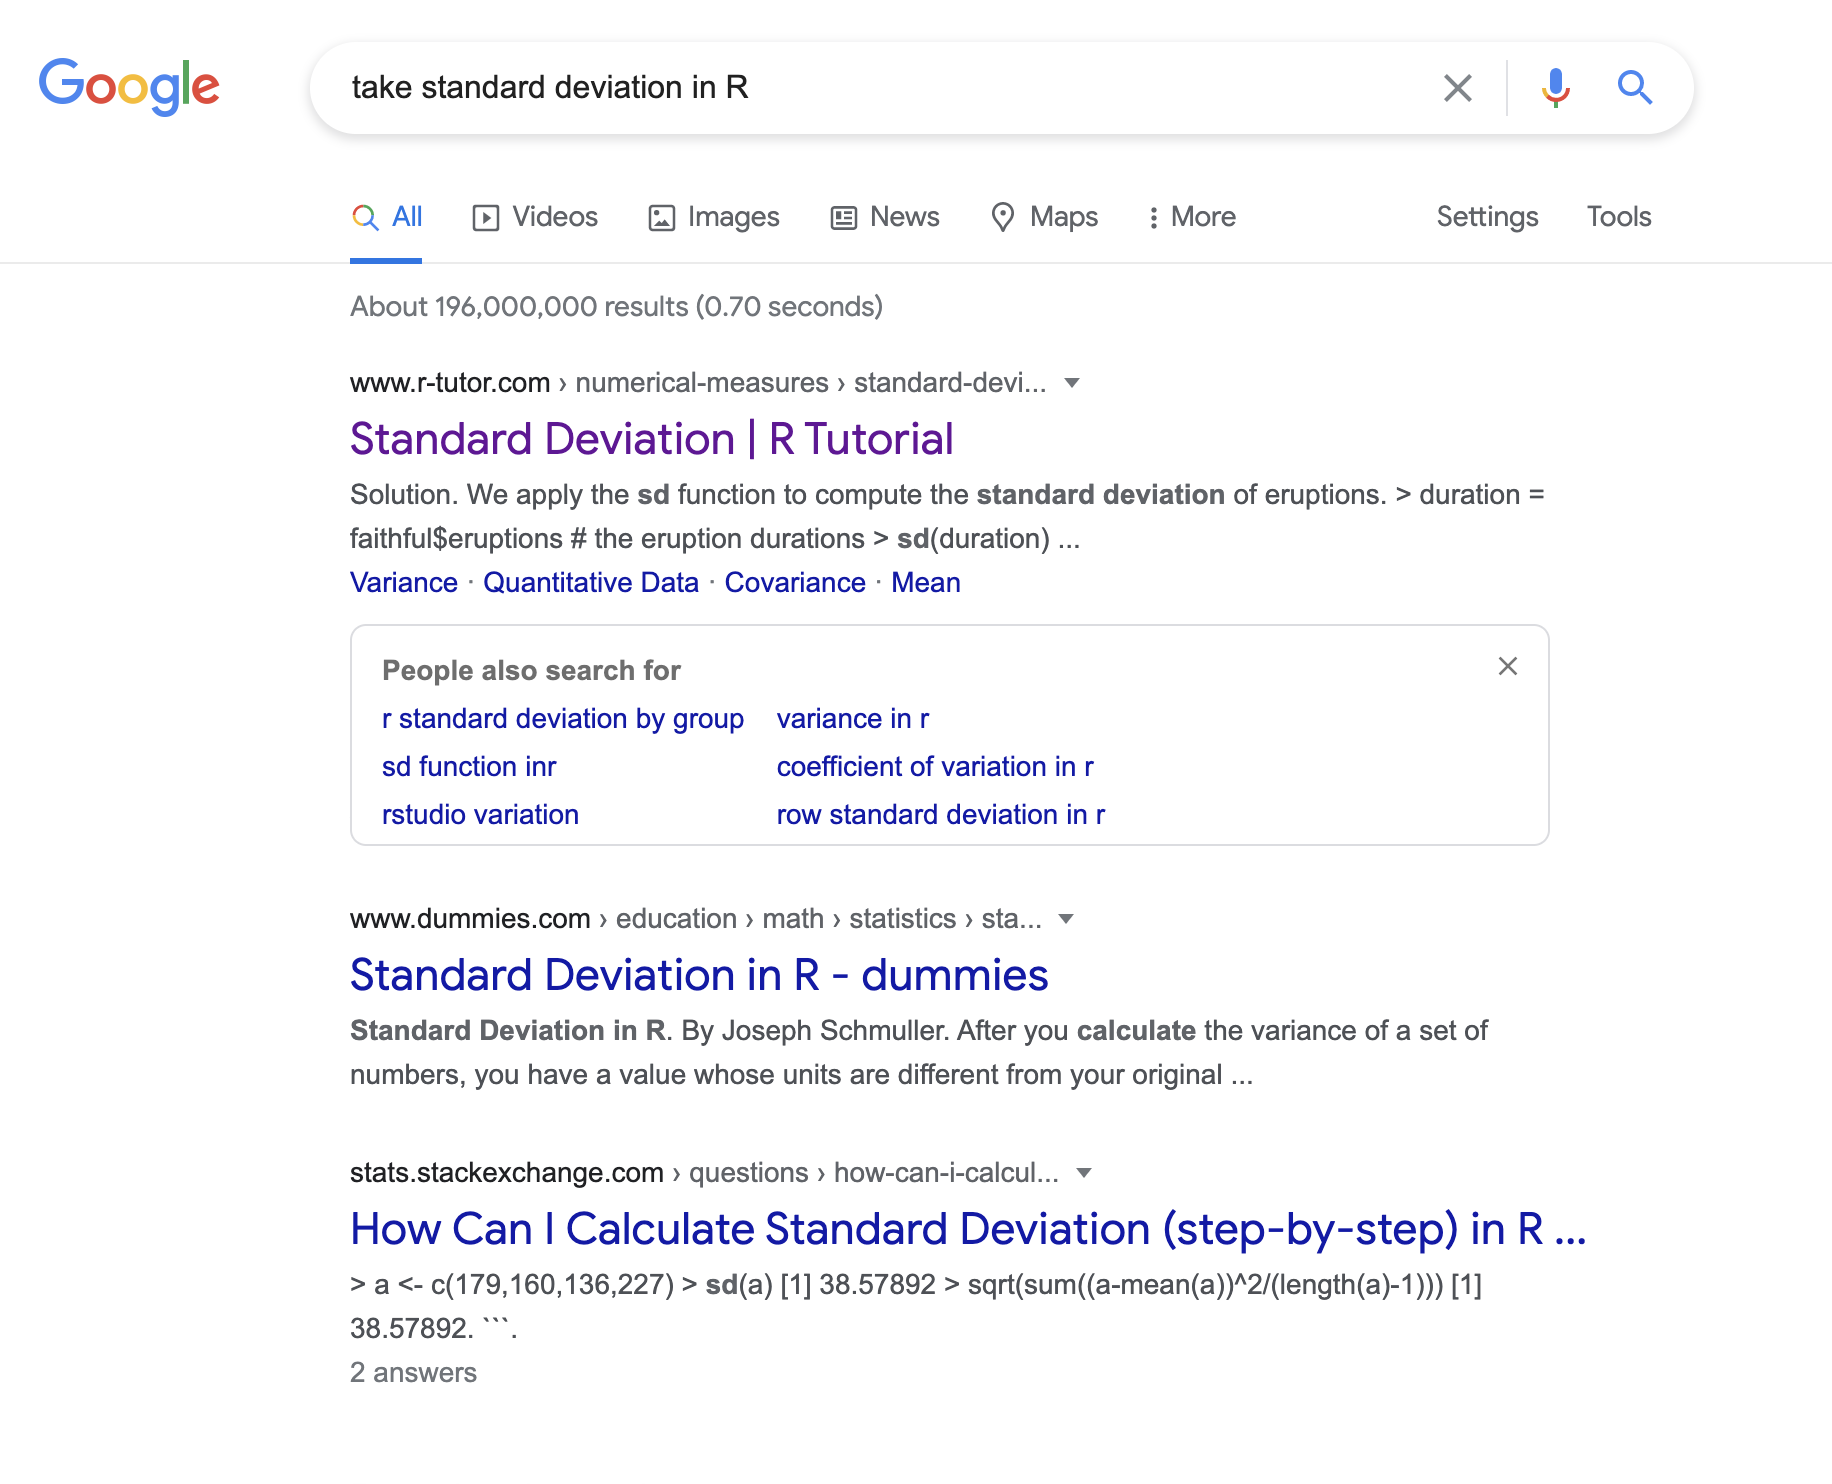 Google
take standard deviation in R
All Videos Images News Maps More Settings Tools
About 196,000,000 results (0.70 seconds)
www.r-tutor.com › numerical-measures › standard-devi...
Standard Deviation | R Tutorial
Solution. We apply the sd function to compute the standard deviation of eruptions. > duration =
faithful$eruptions # the eruption durations > sd(duration) ...
Variance · Quantitative Data · Covariance · Mean
People also search for
r standard deviation by group variance in r
sd function inr coefficient of variation in r
rstudio variation row standard deviation in r
www.dummies.com › education › math › statistics › sta...
Standard Deviation in R - dummies
Standard Deviation in R. By Joseph Schmuller. After you calculate the variance of a set of
numbers, you have a value whose units are different from your original ...
stats.stackexchange.com › questions › how-can-i-calcul...
How Can I Calculate Standard Deviation (step-by-step) in R ...
> a <- c(179,160,136,227) > sd(a) [1] 38.57892 > sqrt(sum((a-mean(a))^2/(length(a)-1))) [1]
38.57892. ```.
2 answers